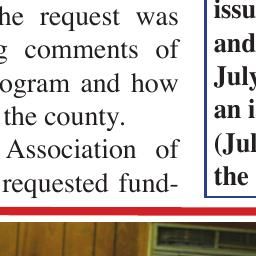 he request was
g comments of
ogram and how
the county.
Association of
requested fund-
issu
and
July
an i
(Jul
the